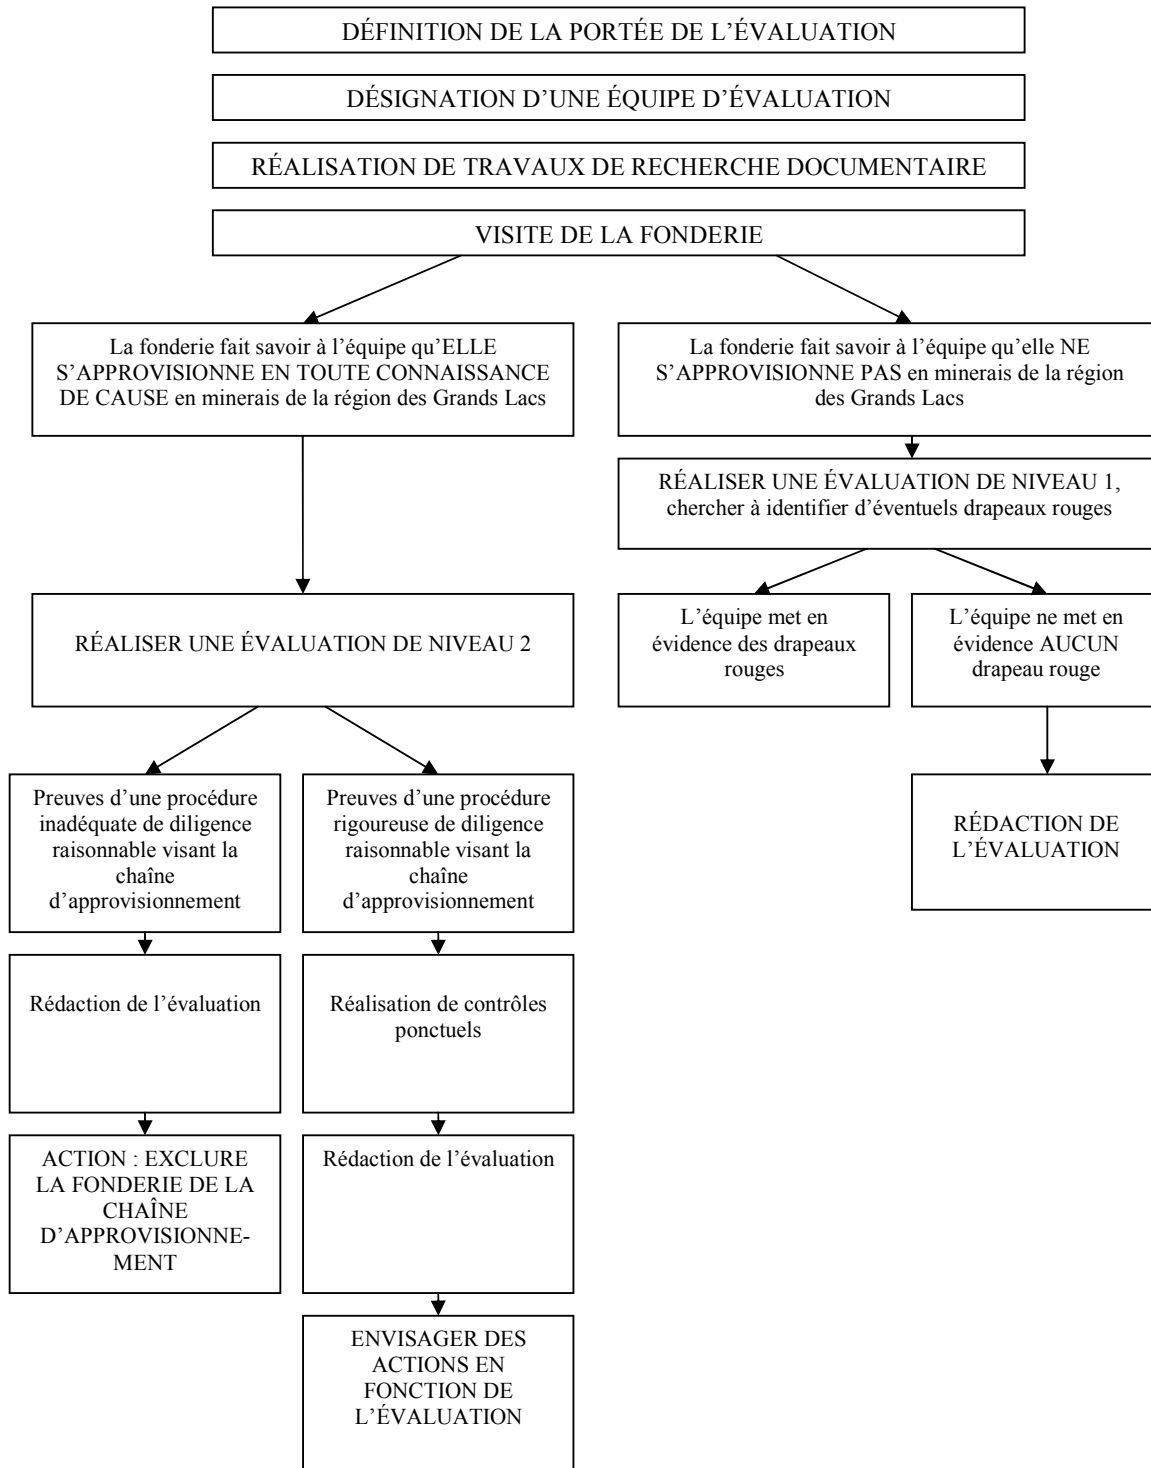 DÉFINITION DE LA PORTÉE DE L’ÉVALUATION
DÉSIGNATION D’UNE ÉQUIPE D’ÉVALUATION
RÉALISATION DE TRAVAUX DE RECHERCHE DOCUMENTAIRE
VISITE DE LA FONDERIE
La fonderie fait savoir à l’équipe qu’ELLE
S’APPROVISIONNE EN TOUTE CONNAISSANCE
DE CAUSE en minerais de la région des Grands Lacs
La fonderie fait savoir à l’équipe qu’elle NE
S’APPROVISIONNE PAS en minerais de la région
des Grands Lacs
RÉALISER UNE ÉVALUATION DE NIVEAU 1,
chercher à identifier d’éventuels drapeaux rouges
RÉALISER UNE ÉVALUATION DE NIVEAU 2
L’équipe met en
évidence des drapeaux
rouges
L’équipe ne met en
évidence AUCUN
drapeau rouge
Preuves d’une procédure
inadéquate de diligence
raisonnable visant la
chaîne
d’approvisionnement
Preuves d’une procédure
rigoureuse de diligence
raisonnable visant la
chaîne
d’approvisionnement
RÉDACTION DE
L’ÉVALUATION
Rédaction de l’évaluation
Réalisation de contrôles
ponctuels
ACTION : EXCLURE
LA FONDERIE DE LA
CHAÎNE
D’APPROVISIONNE-
MENT
Rédaction de l’évaluation
ENVISAGER DES
ACTIONS EN
FONCTION DE
L’ÉVALUATION